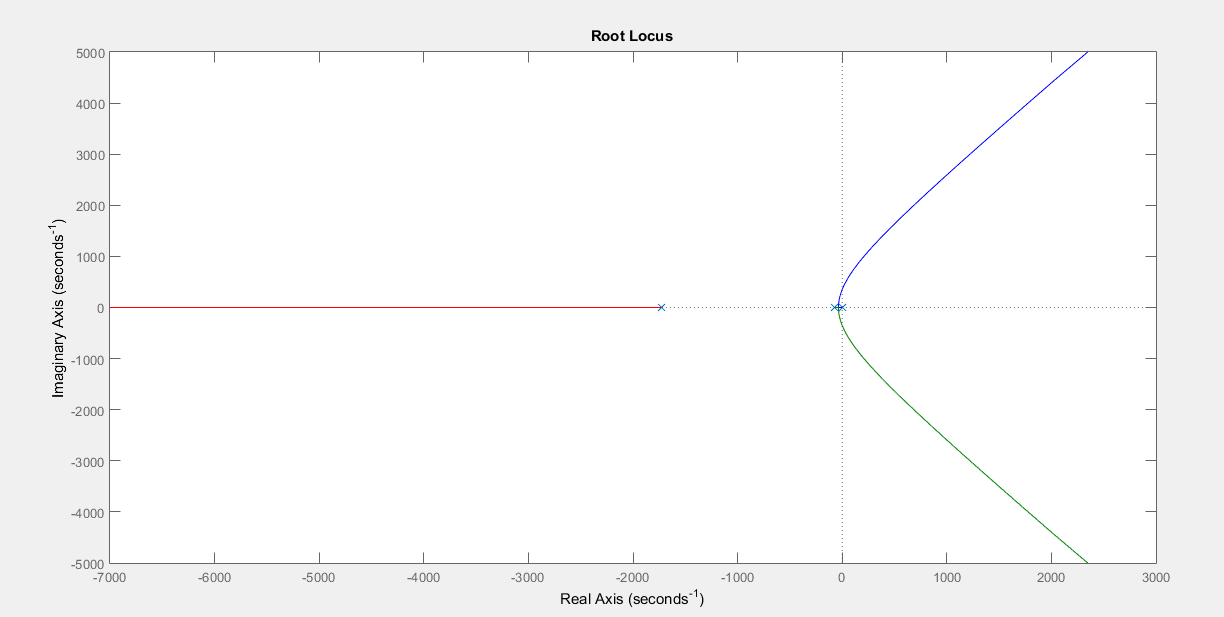 Root Locus
5000
4000
3000
2000
1000
0
-1000
-2000
-3000
-4000
-5000
Imaginary Axis (seconds⁻¹)
-7000 -6000 -5000 -4000 -3000 -2000 -1000 0 1000 2000 3000
Real Axis (seconds⁻¹)